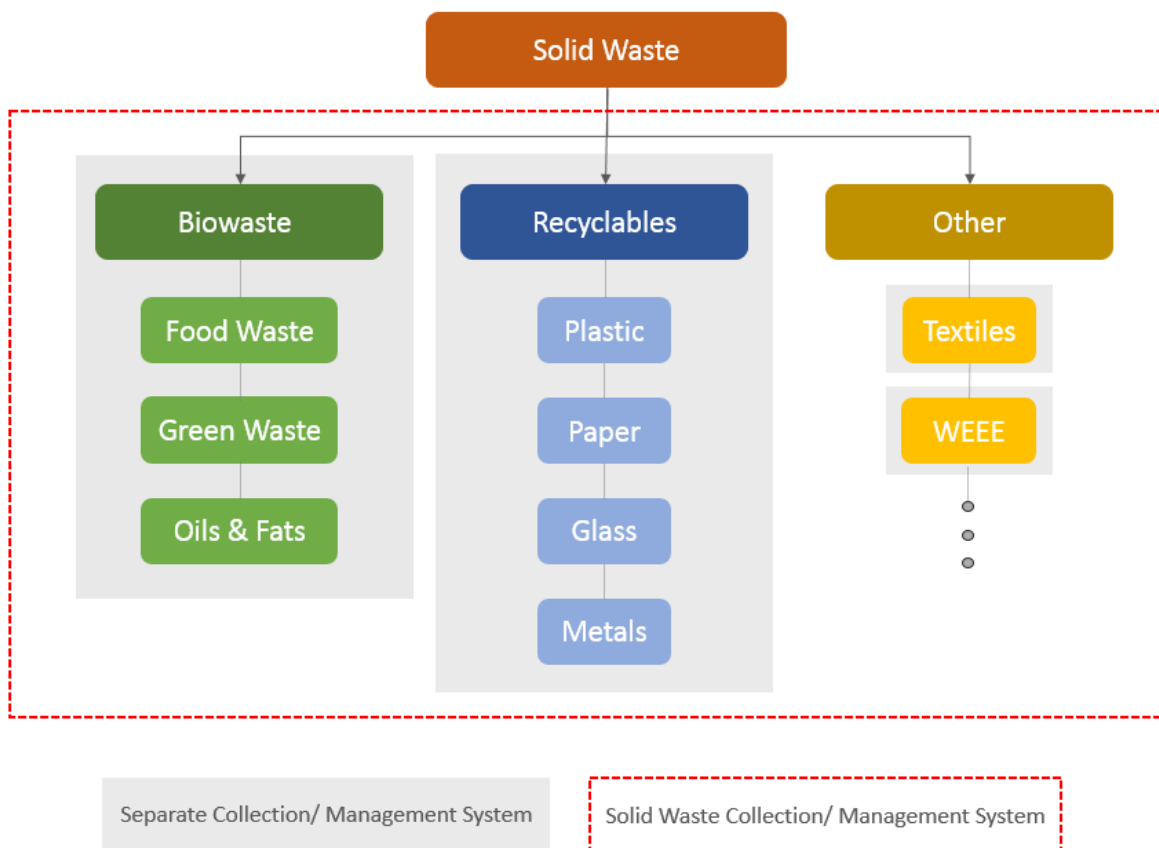 Solid Waste
Biowaste
Food Waste
Green Waste
Oils & Fats
Recyclables
Plastic
Paper
Glass
Metals
Other
Textiles
WEEE
Separate Collection/ Management System
Solid Waste Collection/ Management System